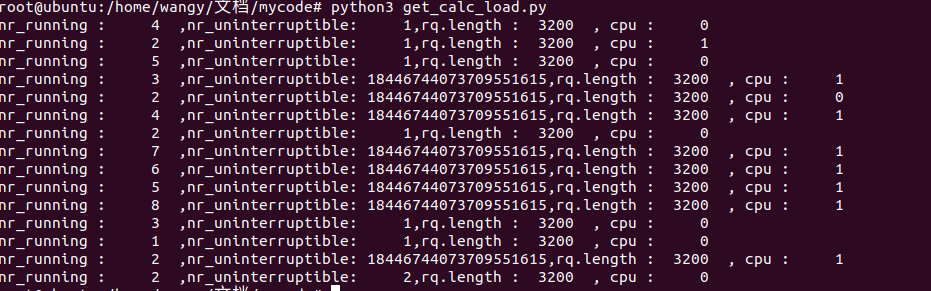 root@ubuntu:/home/wangy/文档/mycode# python3 get_calc_load.py
nr_running :     4  ,nr_uninterruptible:      1,rq.length :  3200  , cpu :     0
nr_running :     2  ,nr_uninterruptible:      1,rq.length :  3200  , cpu :     1
nr_running :     5  ,nr_uninterruptible:      1,rq.length :  3200  , cpu :     0
nr_running :     3  ,nr_uninterruptible: 18446744073709551615,rq.length :  3200  , cpu :     1
nr_running :     2  ,nr_uninterruptible: 18446744073709551615,rq.length :  3200  , cpu :     0
nr_running :     4  ,nr_uninterruptible: 18446744073709551615,rq.length :  3200  , cpu :     1
nr_running :     2  ,nr_uninterruptible:      1,rq.length :  3200  , cpu :     0
nr_running :     7  ,nr_uninterruptible: 18446744073709551615,rq.length :  3200  , cpu :     1
nr_running :     6  ,nr_uninterruptible: 18446744073709551615,rq.length :  3200  , cpu :     1
nr_running :     5  ,nr_uninterruptible: 18446744073709551615,rq.length :  3200  , cpu :     1
nr_running :     8  ,nr_uninterruptible: 18446744073709551615,rq.length :  3200  , cpu :     1
nr_running :     3  ,nr_uninterruptible:      1,rq.length :  3200  , cpu :     0
nr_running :     1  ,nr_uninterruptible:      1,rq.length :  3200  , cpu :     0
nr_running :     2  ,nr_uninterruptible: 18446744073709551615,rq.length :  3200  , cpu :     1
nr_running :     2  ,nr_uninterruptible:      2,rq.length :  3200  , cpu :     0